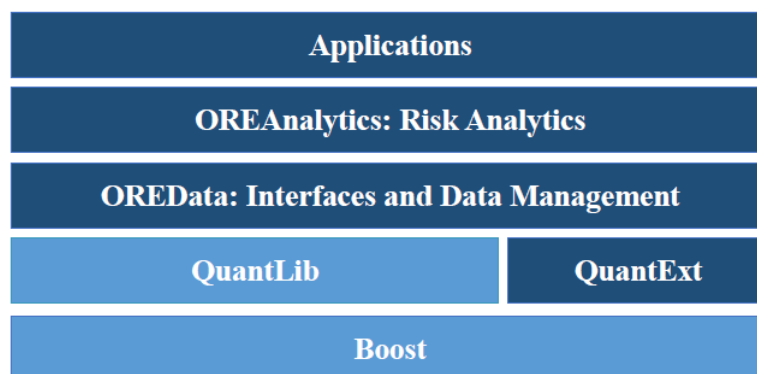 Applications
OREAnalytics: Risk Analytics
OREData: Interfaces and Data Management
QuantLib
QuantExt
Boost